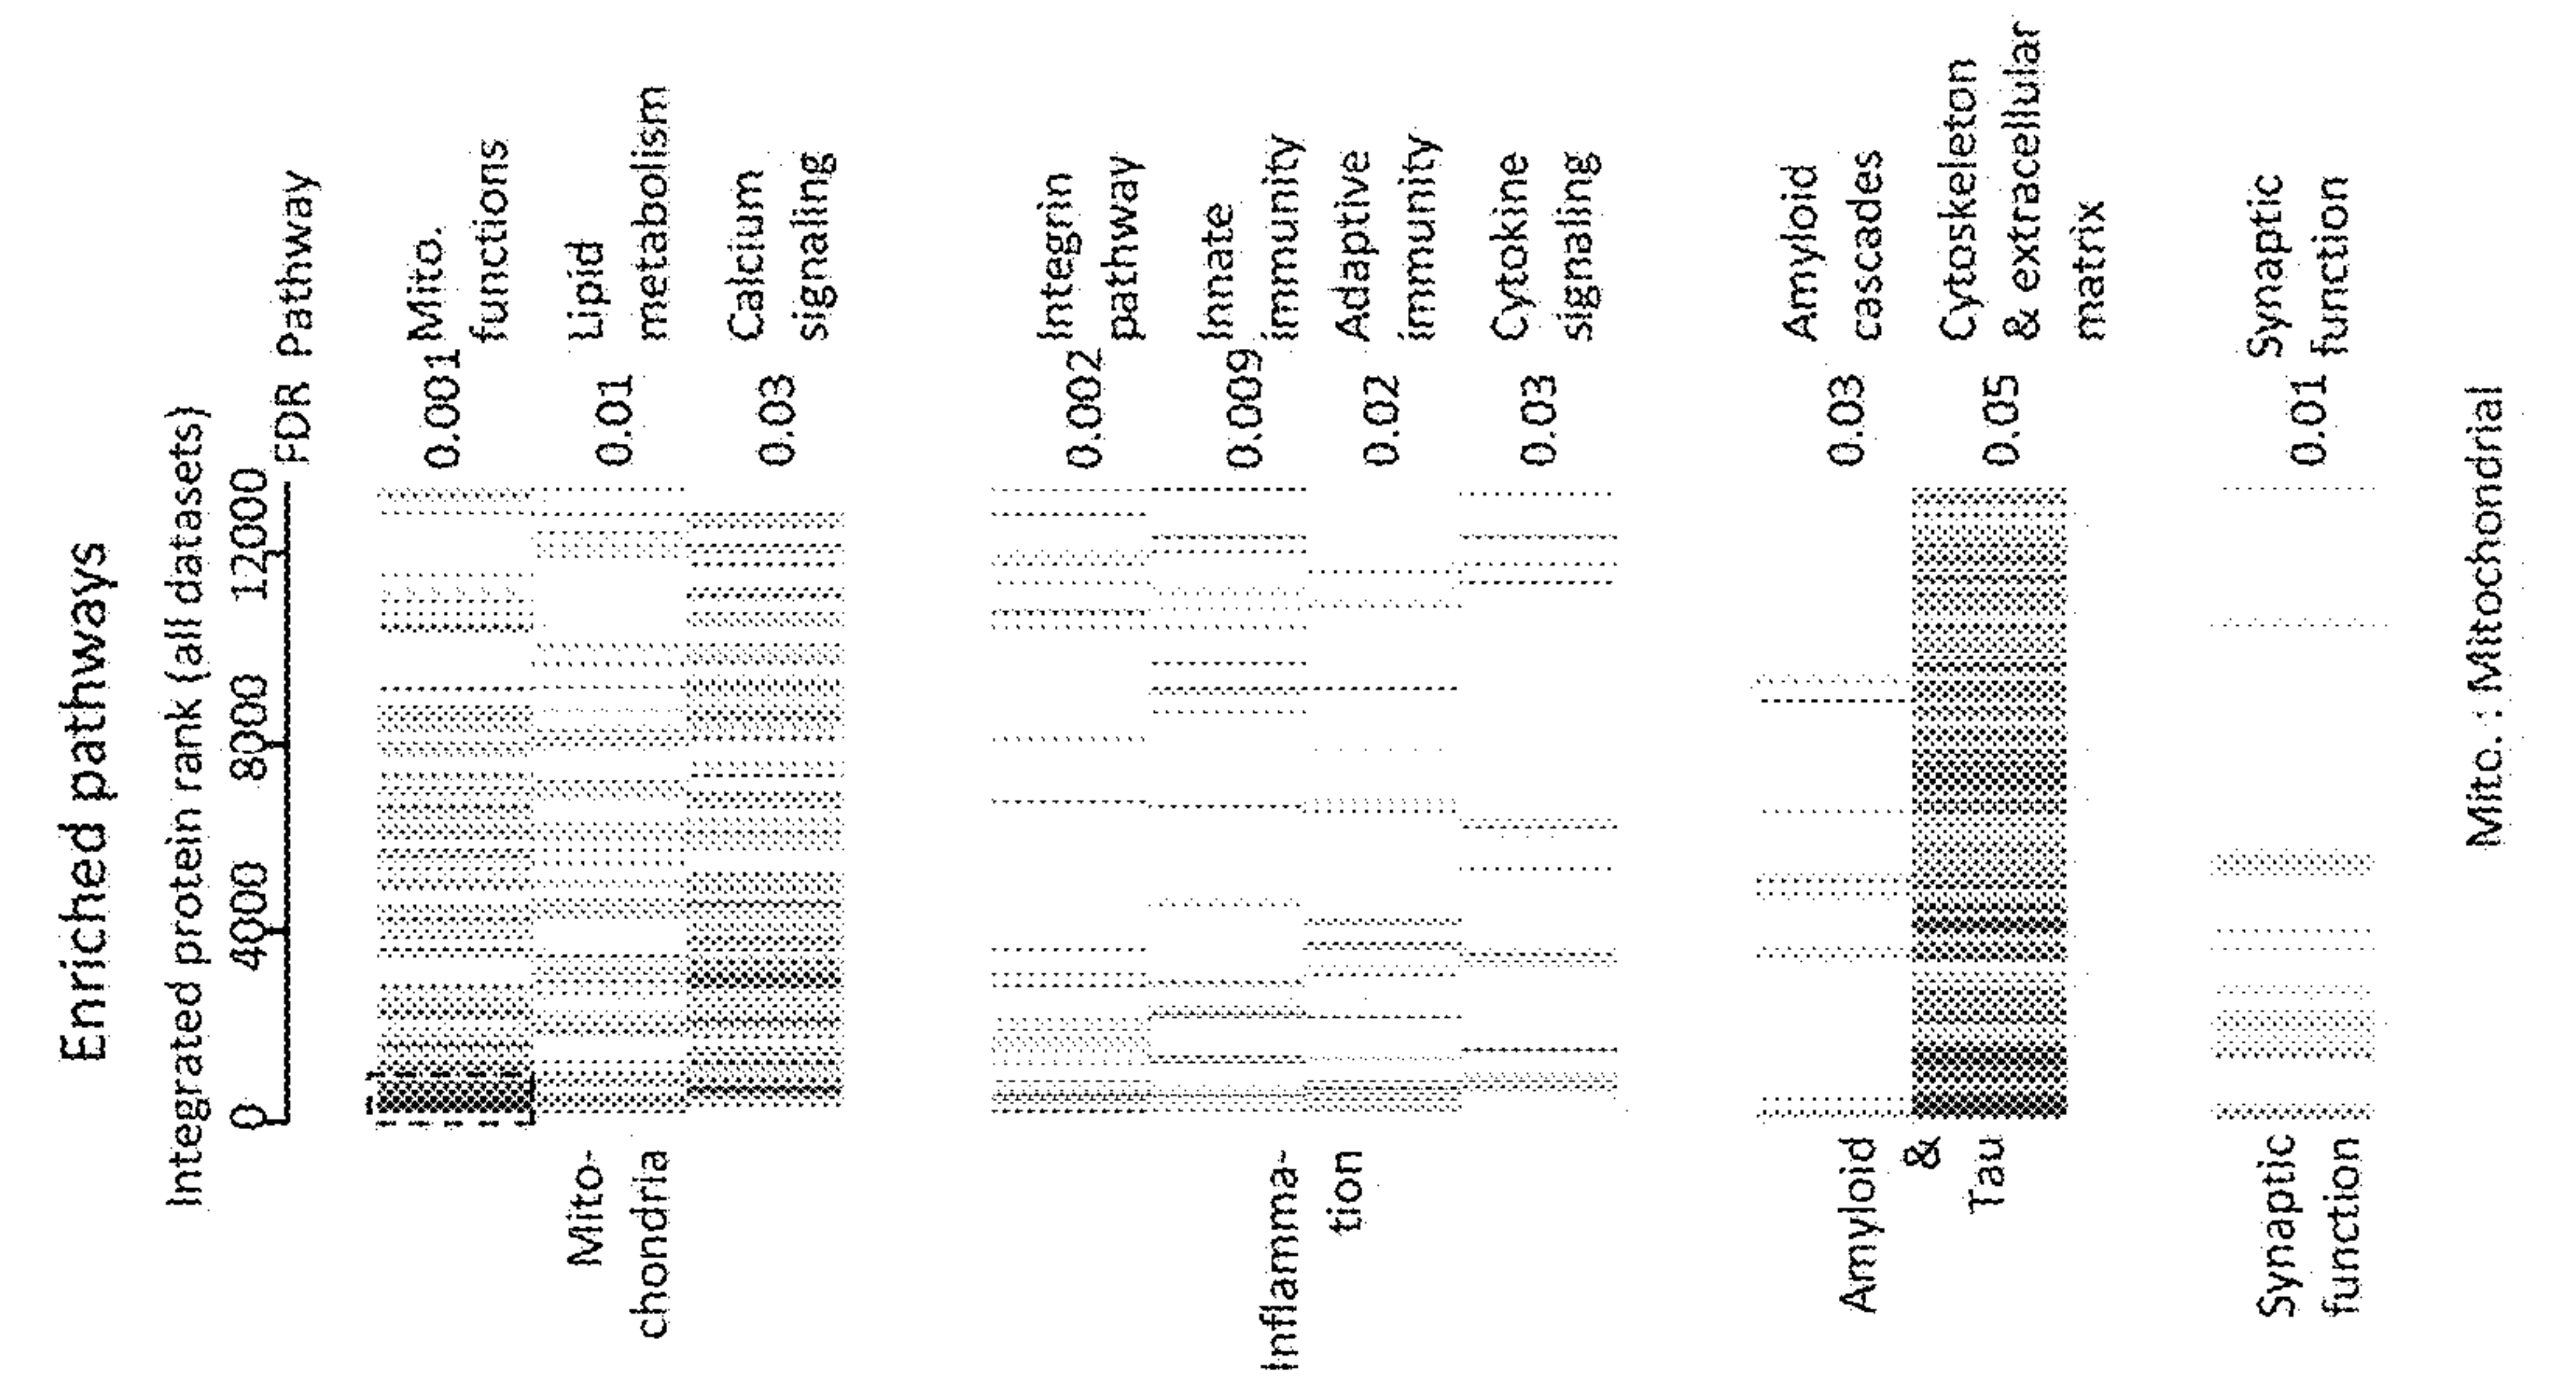 Enriched pathways
Integrated protein rank (all datasets)
0 4000 8000 12000
FDR Pathway
Mito-
chondria
0.001 Mito.
functions
0.01 Lipid
metabolism
0.03 Calcium
signaling
Inflamma-
tion
0.002 Integrin
pathway
0.009 Innate
immunity
0.02 Adaptive
immunity
0.03 Cytokine
signaling
Amyloid
&
Tau
0.03 Amyloid
cascades
0.05 Cytoskeleton
& extracellular
matrix
Synaptic
function
0.01 Synaptic
function
Mito. : Mitochondrial